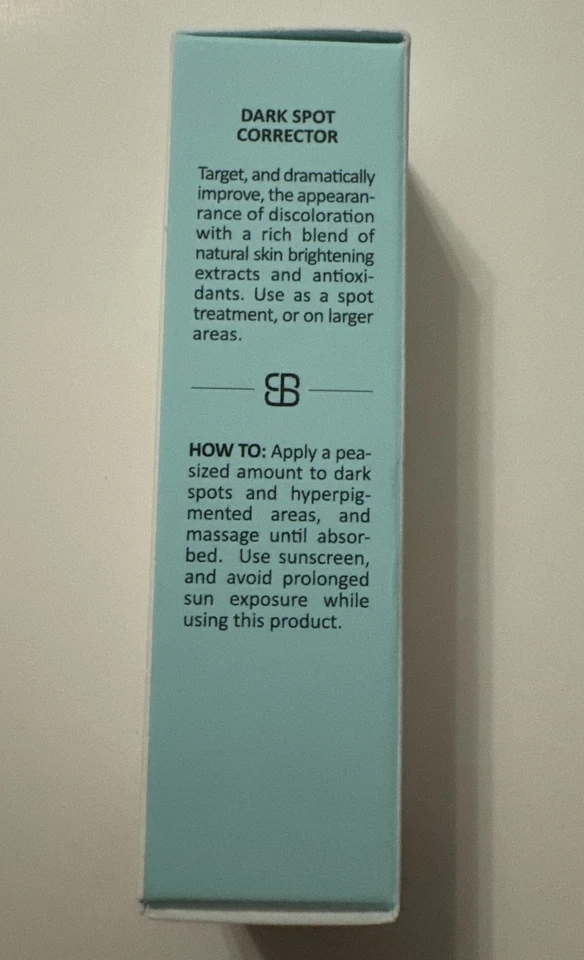 DARK SPOT
CORRECTOR
Target, and dramatically
improve, the appearan-
rance of discoloration
with a rich blend of
natural skin brightening
extracts and antioxi-
dants. Use as a spot
treatment, or on larger
areas.
SB
HOW TO: Apply a pea-
sized amount to dark
spots and hyperpig-
mented areas, and
massage until absor-
bed. Use sunscreen,
and avoid prolonged
sun exposure while
using this product.